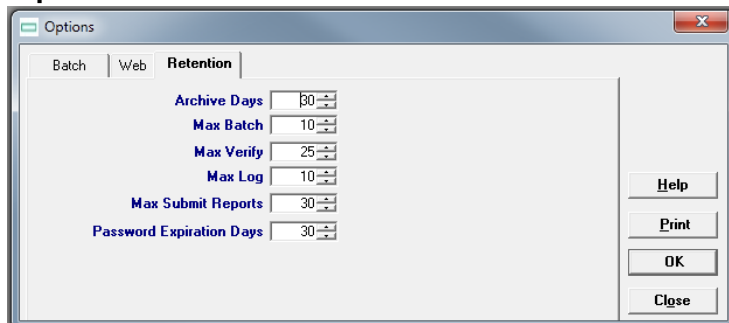 Options
Batch Web Retention
Archive Days 30
Max Batch 10
Max Verify 25
Max Log 10
Max Submit Reports 30
Password Expiration Days 30
Help
Print
OK
Close